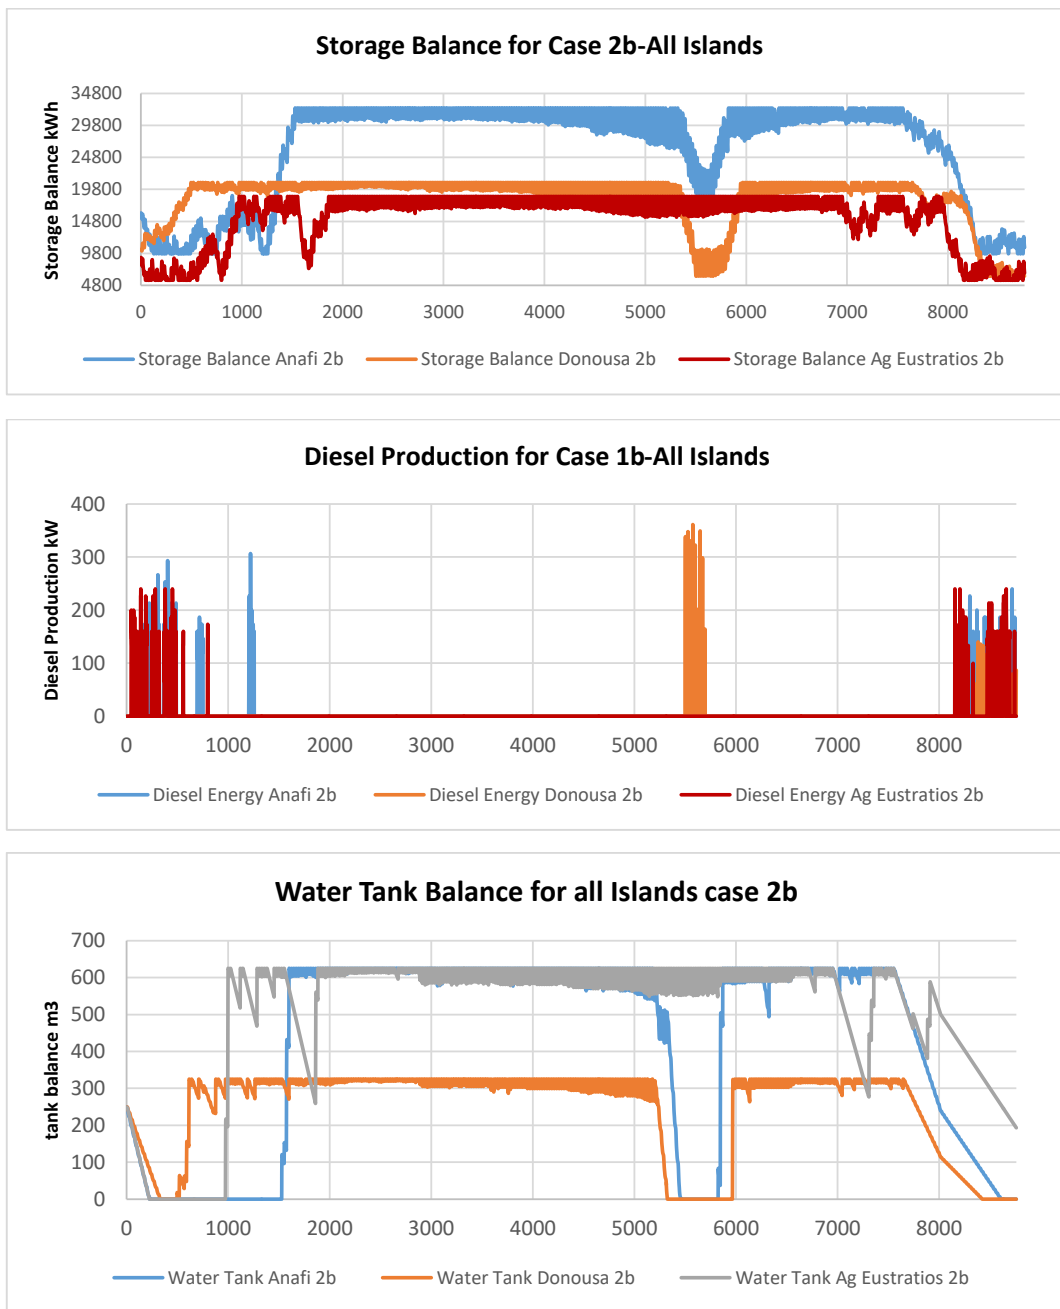 Storage Balance for Case 2b-All Islands
Storage Balance kWh
34800
29800
24800
19800
14800
9800
4800
0 1000 2000 3000 4000 5000 6000 7000 8000
Storage Balance Anafi 2b Storage Balance Donousa 2b Storage Balance Ag Eustratios 2b
Diesel Production for Case 1b-All Islands
Diesel Production kW
400
300
200
100
0
0 1000 2000 3000 4000 5000 6000 7000 8000
Diesel Energy Anafi 2b Diesel Energy Donousa 2b Diesel Energy Ag Eustratios 2b
Water Tank Balance for all Islands case 2b
tank balance m3
700
600
500
400
300
200
100
0
0 1000 2000 3000 4000 5000 6000 7000 8000
Water Tank Anafi 2b Water Tank Donousa 2b Water Tank Ag Eustratios 2b